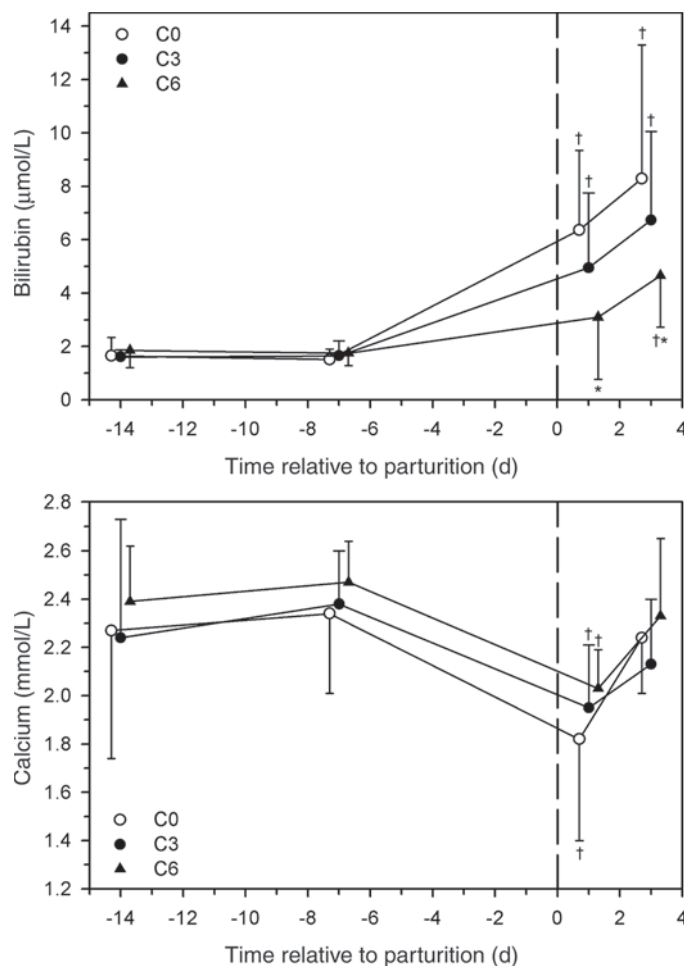 C0
C3
C6
Bilirubin (µmol/L)
14
12
10
8
6
4
2
0
† † † † * †*
-14 -12 -10 -8 -6 -4 -2 0 2 4
Time relative to parturition (d)
Calcium (mmol/L)
2.8
2.6
2.4
2.2
2.0
1.8
1.6
1.4
1.2
† † †
C0
C3
C6
-14 -12 -10 -8 -6 -4 -2 0 2 4
Time relative to parturition (d)